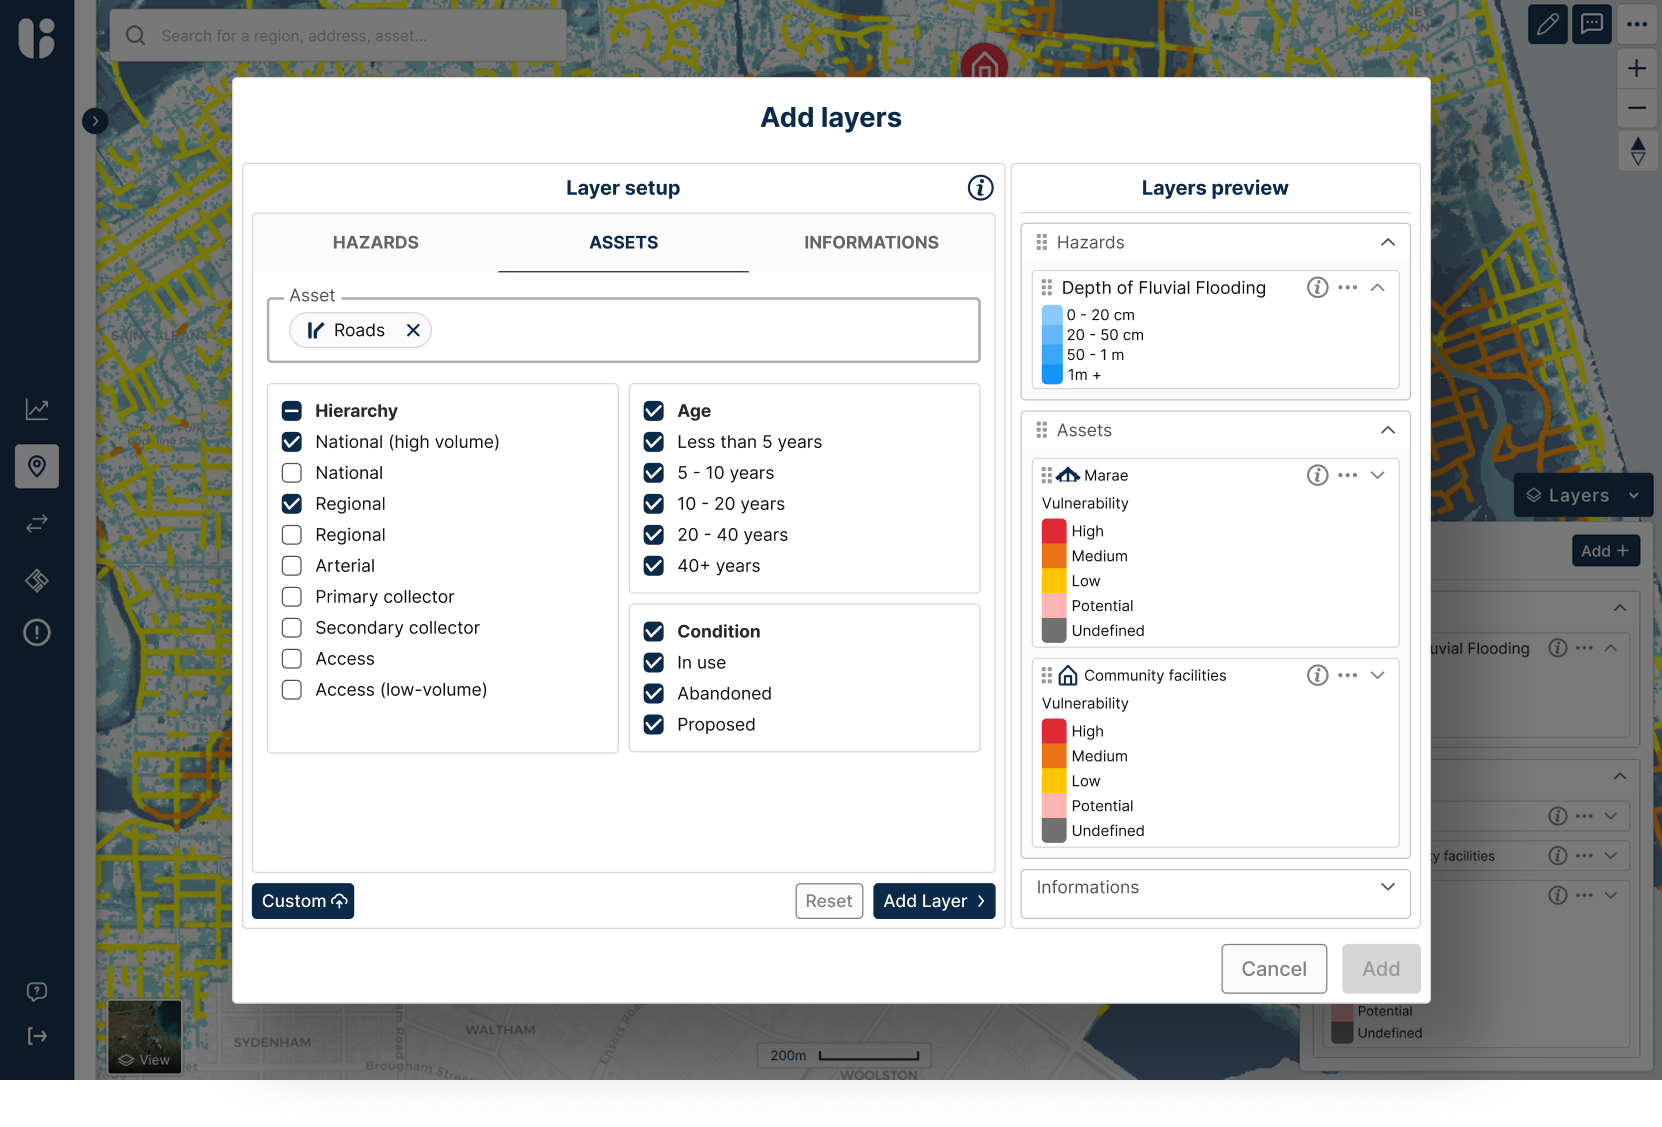 Search for a region, address, asset...
Add layers
Layer setup
HAZARDS
ASSETS
INFORMATIONS
Asset
Roads
Hierarchy
National (high volume)
National
Regional
Regional
Arterial
Primary collector
Secondary collector
Access
Access (low-volume)
Age
Less than 5 years
5 - 10 years
10 - 20 years
20 - 40 years
40+ years
Condition
In use
Abandoned
Proposed
Custom
Reset
Add Layer
Layers preview
Hazards
Depth of Fluvial Flooding
0 - 20 cm
20 - 50 cm
50 - 1 m
1m +
Assets
Marae
Vulnerability
High
Medium
Low
Potential
Undefined
Community facilities
Vulnerability
High
Medium
Low
Potential
Undefined
Informations
Cancel
Add
Layers
Add +
uvial Flooding
y facilities
Potential
Undefined
View
SYDENHAM
WALTHAM
Brougham Street
200m
WOOLSTON